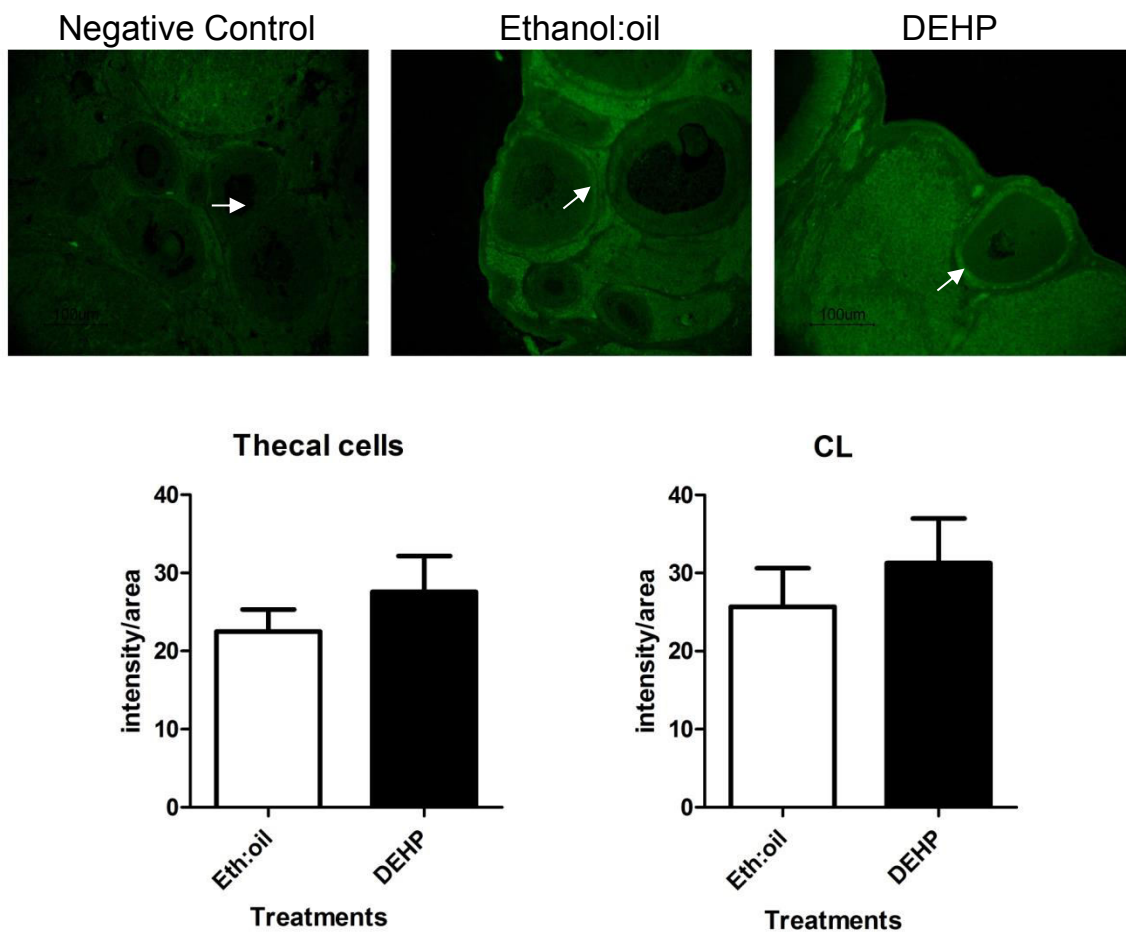 Negative Control
Ethanol:oil
DEHP
100um
100um
Thecal cells
intensity/area
40
30
20
10
0
Eth:oil
DEHP
Treatments
CL
intensity/area
40
30
20
10
0
Eth:oil
DEHP
Treatments